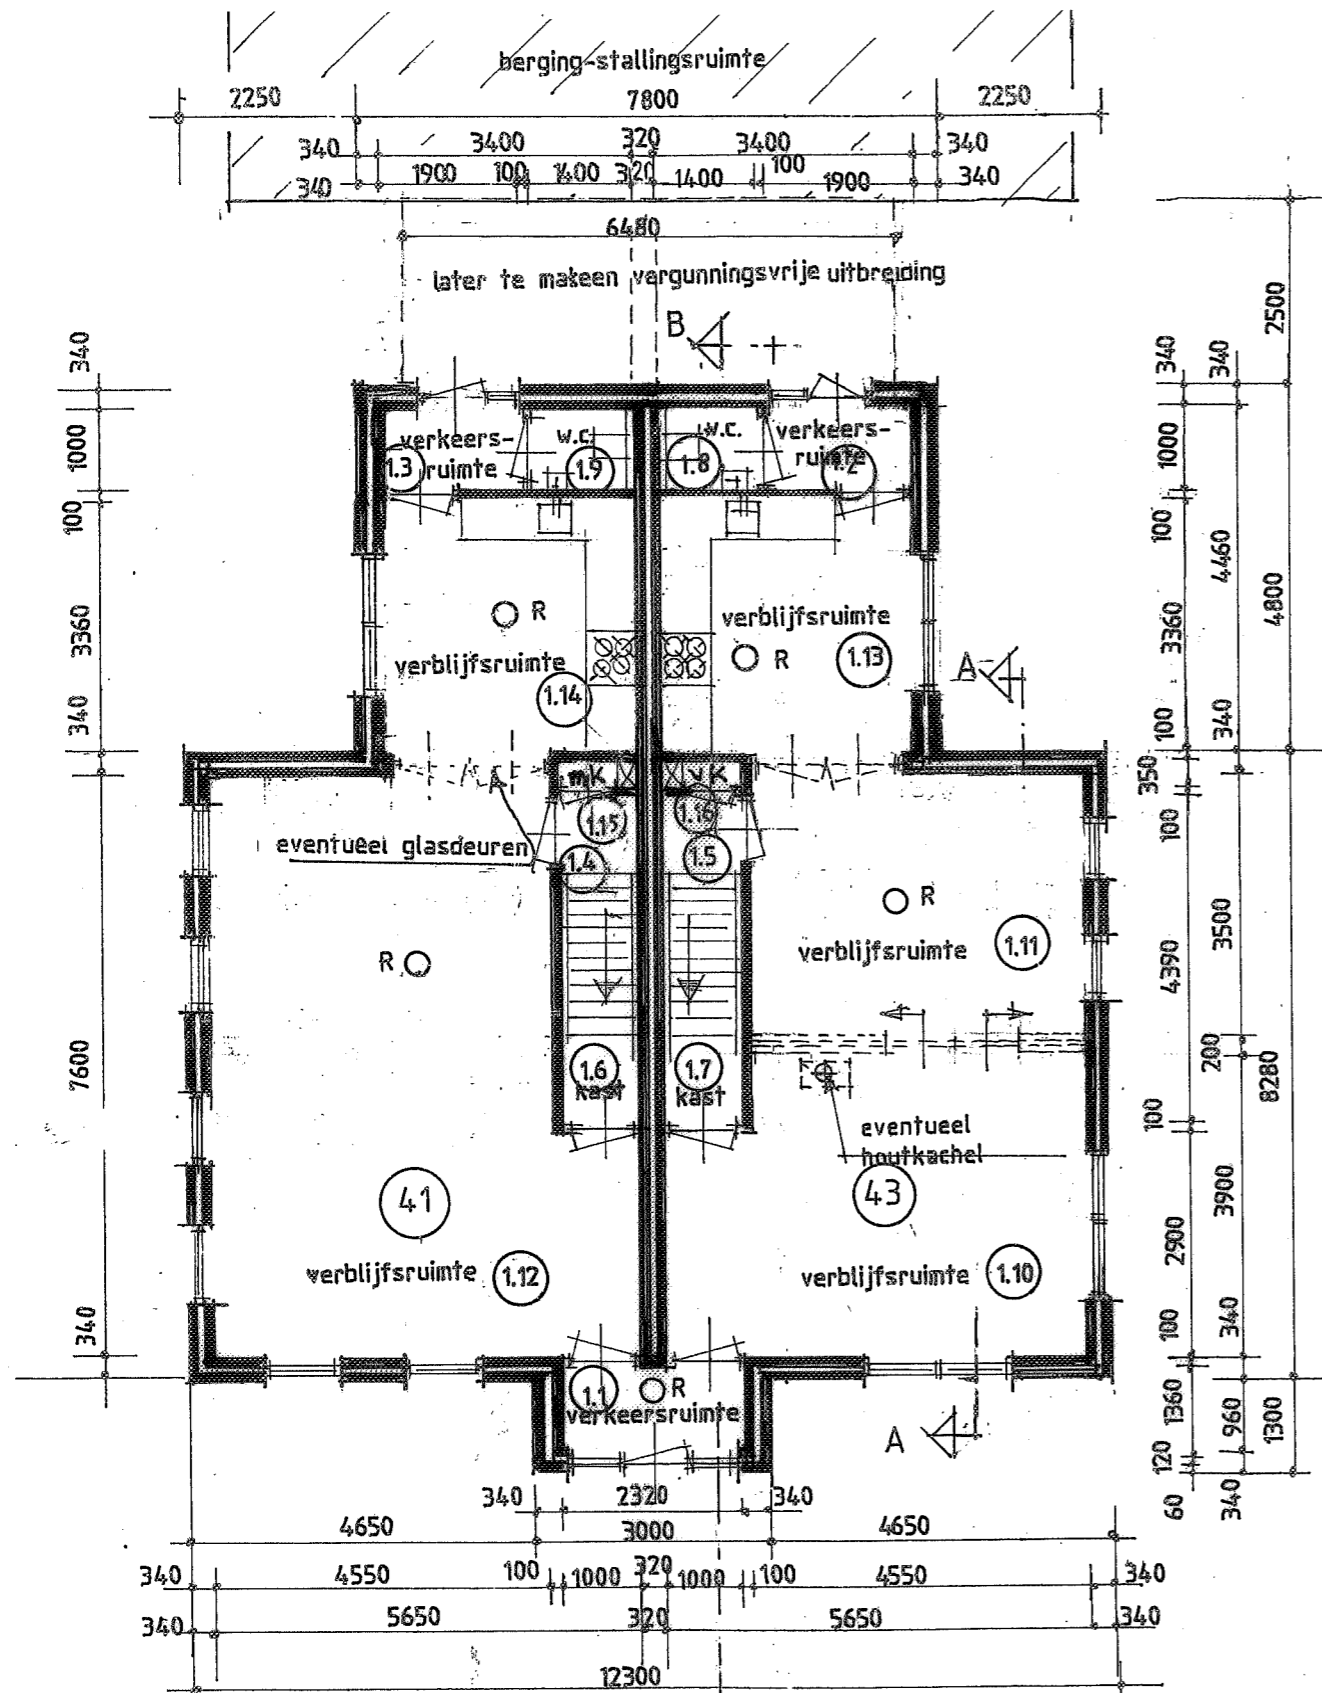 berging-stallingsruimte
2250 7800 2250
340 3400 320 3400 340
340 1900 100 1400 320 1400 100 1900 340
6480
later te makeen vergunningsvrije uitbreiding
B
verkeers- w.c. w.c. verkeers-
1.3 ruimte 1.9 1.8 ruimte 1.2
R verblijfsruimte
verblijfsruimte R 1.13
1.14
A
mk vk
1.15 1.16
eventueel glasdeuren 1.4 1.5
R
R verblijfsruimte 1.11
1.6 1.7
kast kast
eventueel
houtkachel
41 43
verblijfsruimte 1.12 verblijfsruimte 1.10
1.1 R
verkeersruimte
A
340 2320 340
4650 3000 4650
340 4550 100 1000 320 1000 100 4550 340
340 5650 320 5650 340
12300
340
1000
100
3360
340
7600
340
340
1000
100
3360
100
350
100
4390
100
2900
100
1360
120
60
340
4460
340
3500
200
3900
340
960
340
2500
4800
8280
1300